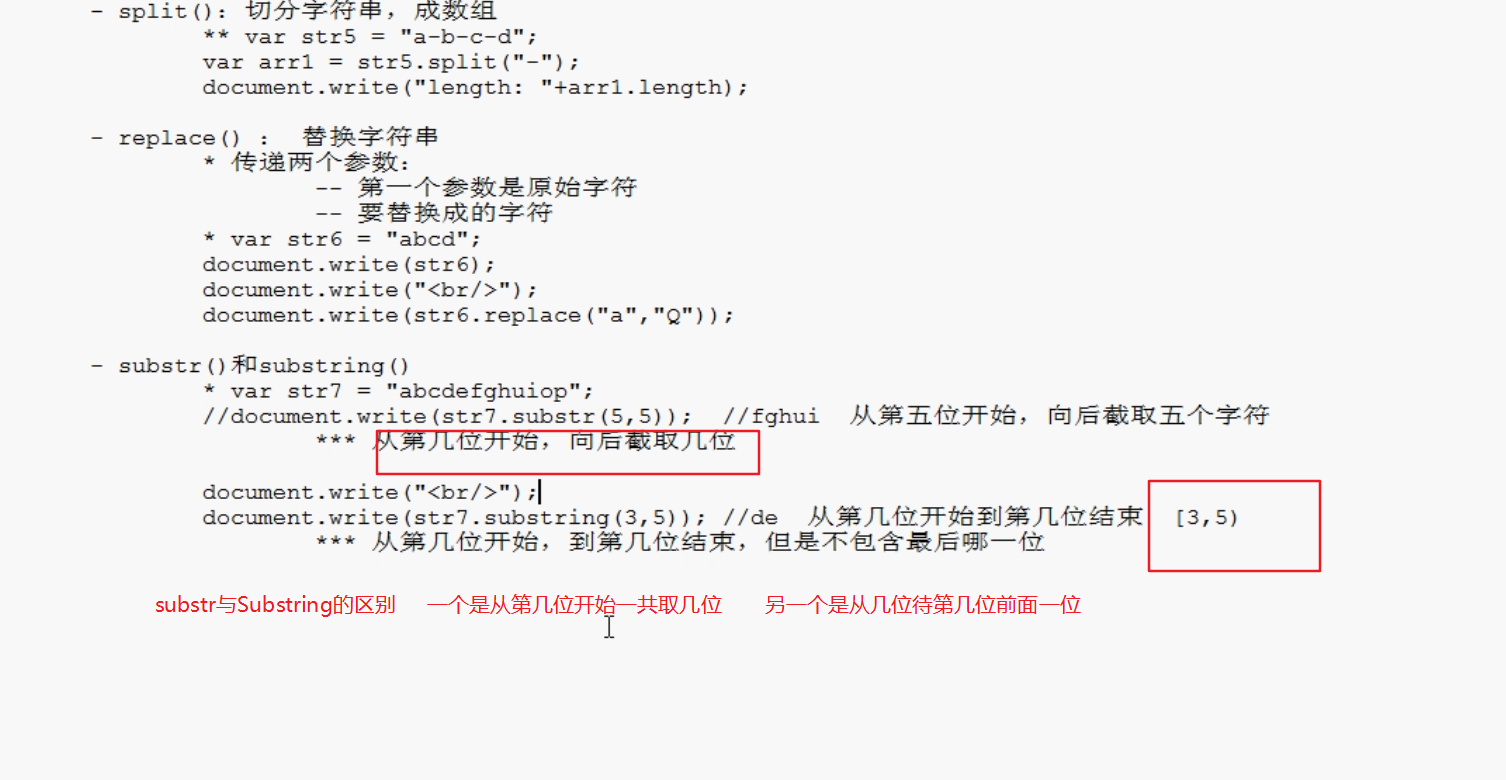 - split(): 切分字符串，成数组
** var str5 = "a-b-c-d";
var arr1 = str5.split("-");
document.write("length: "+arr1.length);
- replace() : 替换字符串
* 传递两个参数:
-- 第一个参数是原始字符
-- 要替换成的字符
* var str6 = "abcd";
document.write(str6);
document.write("<br/>");
document.write(str6.replace("a","Q"));
- substr()和substring()
* var str7 = "abcdefghuiop";
//document.write(str7.substr(5,5)); //fghui 从第五位开始，向后截取五个字符
*** 从第几位开始，向后截取几位
document.write("<br/>");
document.write(str7.substring(3,5)); //de 从第几位开始到第几位结束 [3,5)
*** 从第几位开始，到第几位结束，但是不包含最后哪一位
substr与Substring的区别 一个是从第几位开始一共取几位 另一个是从几位待第几位前面一位